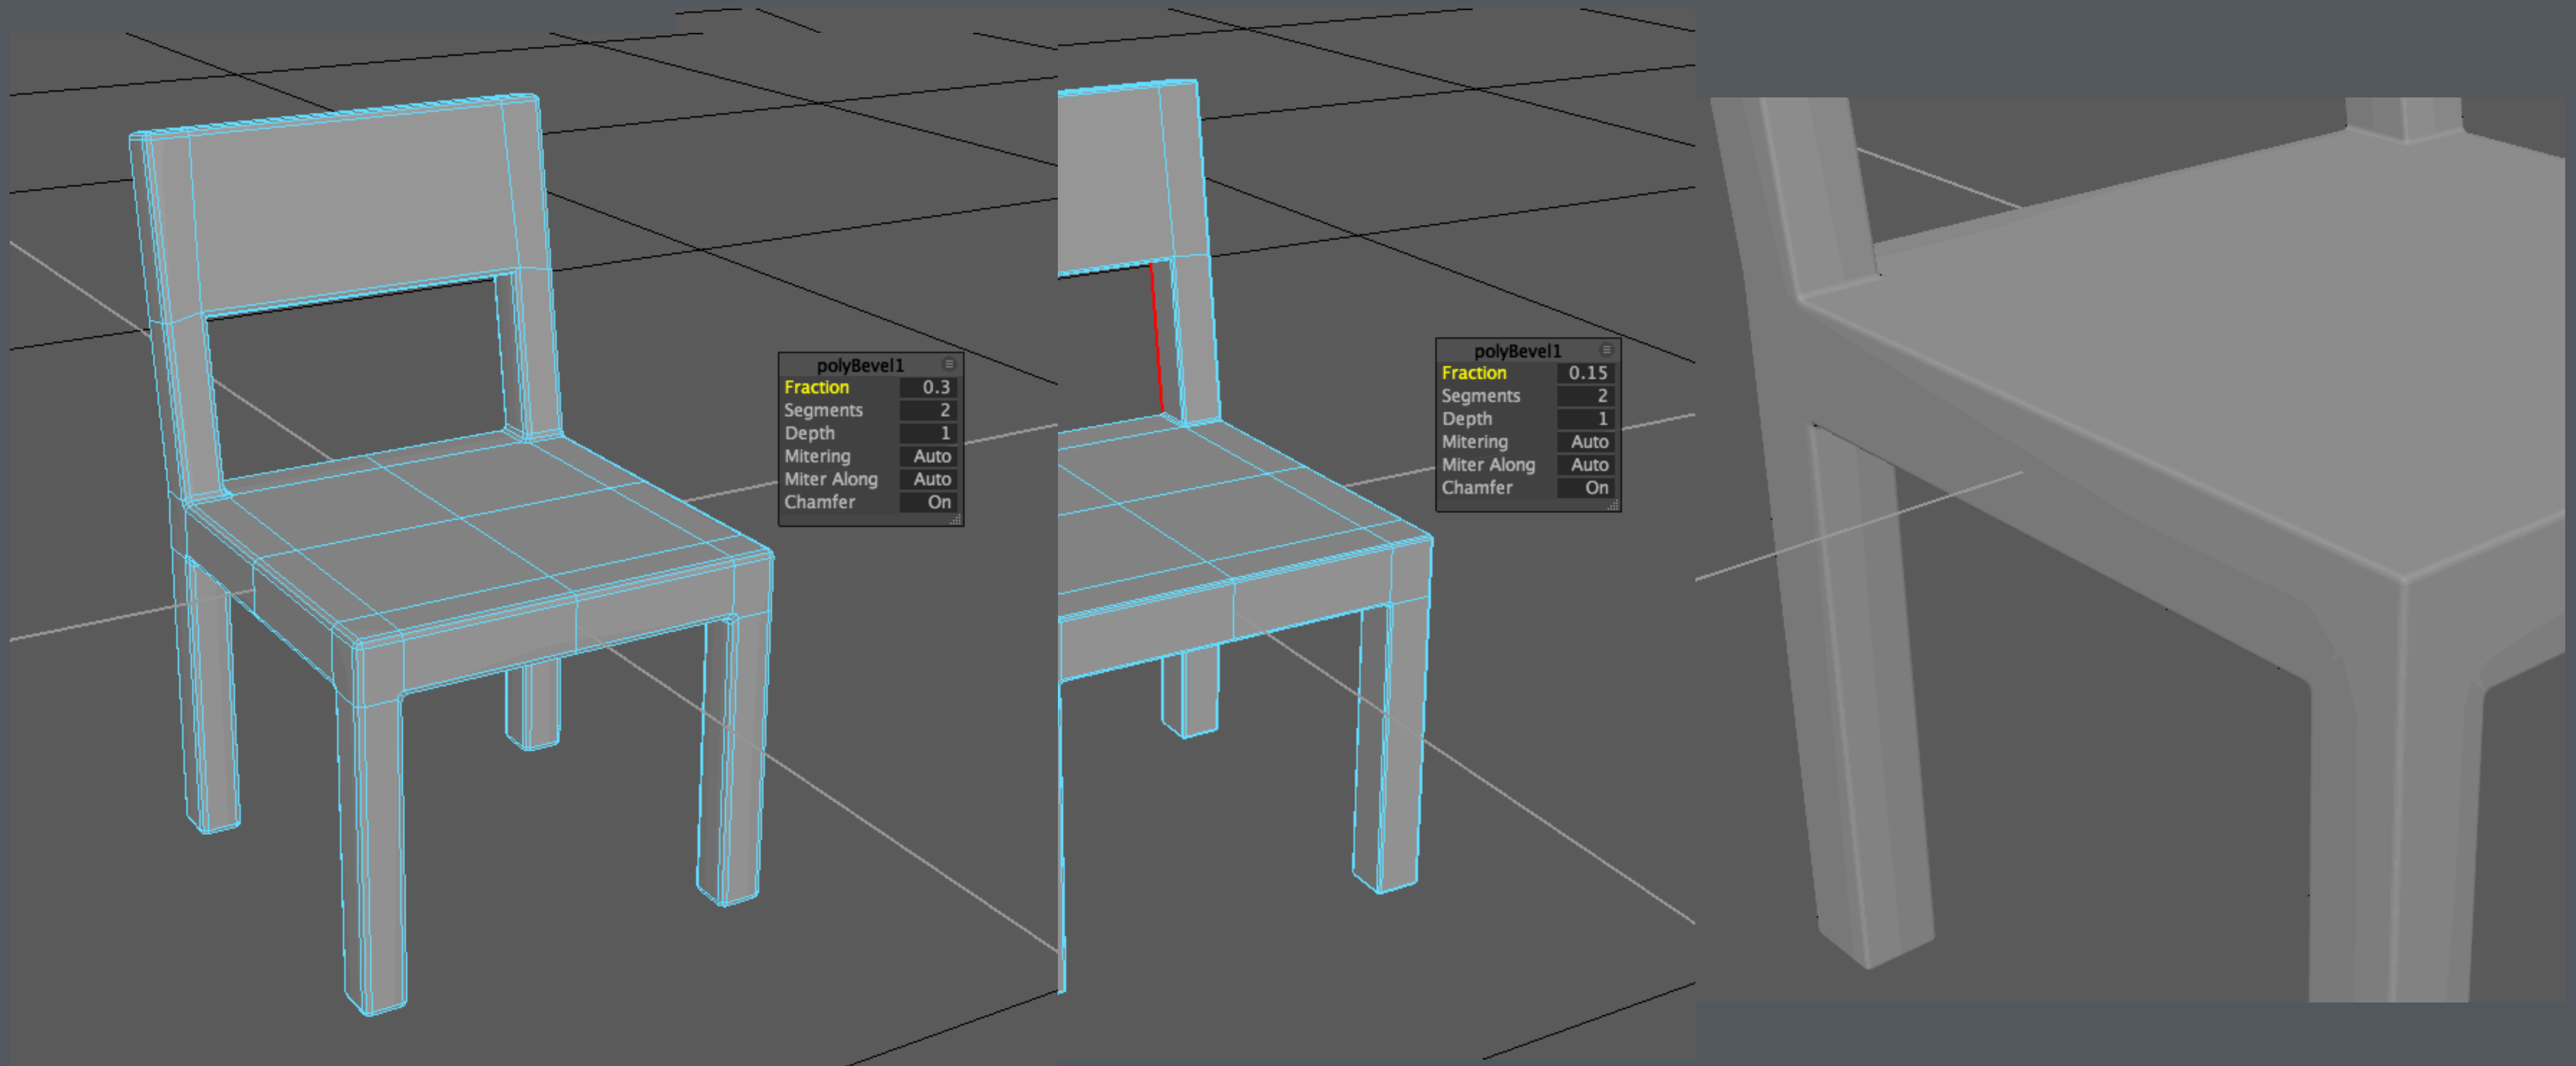 polyBevel1
Fraction 0.3
Segments 2
Depth 1
Mitering Auto
Miter Along Auto
Chamfer On
polyBevel1
Fraction 0.15
Segments 2
Depth 1
Mitering Auto
Miter Along Auto
Chamfer On